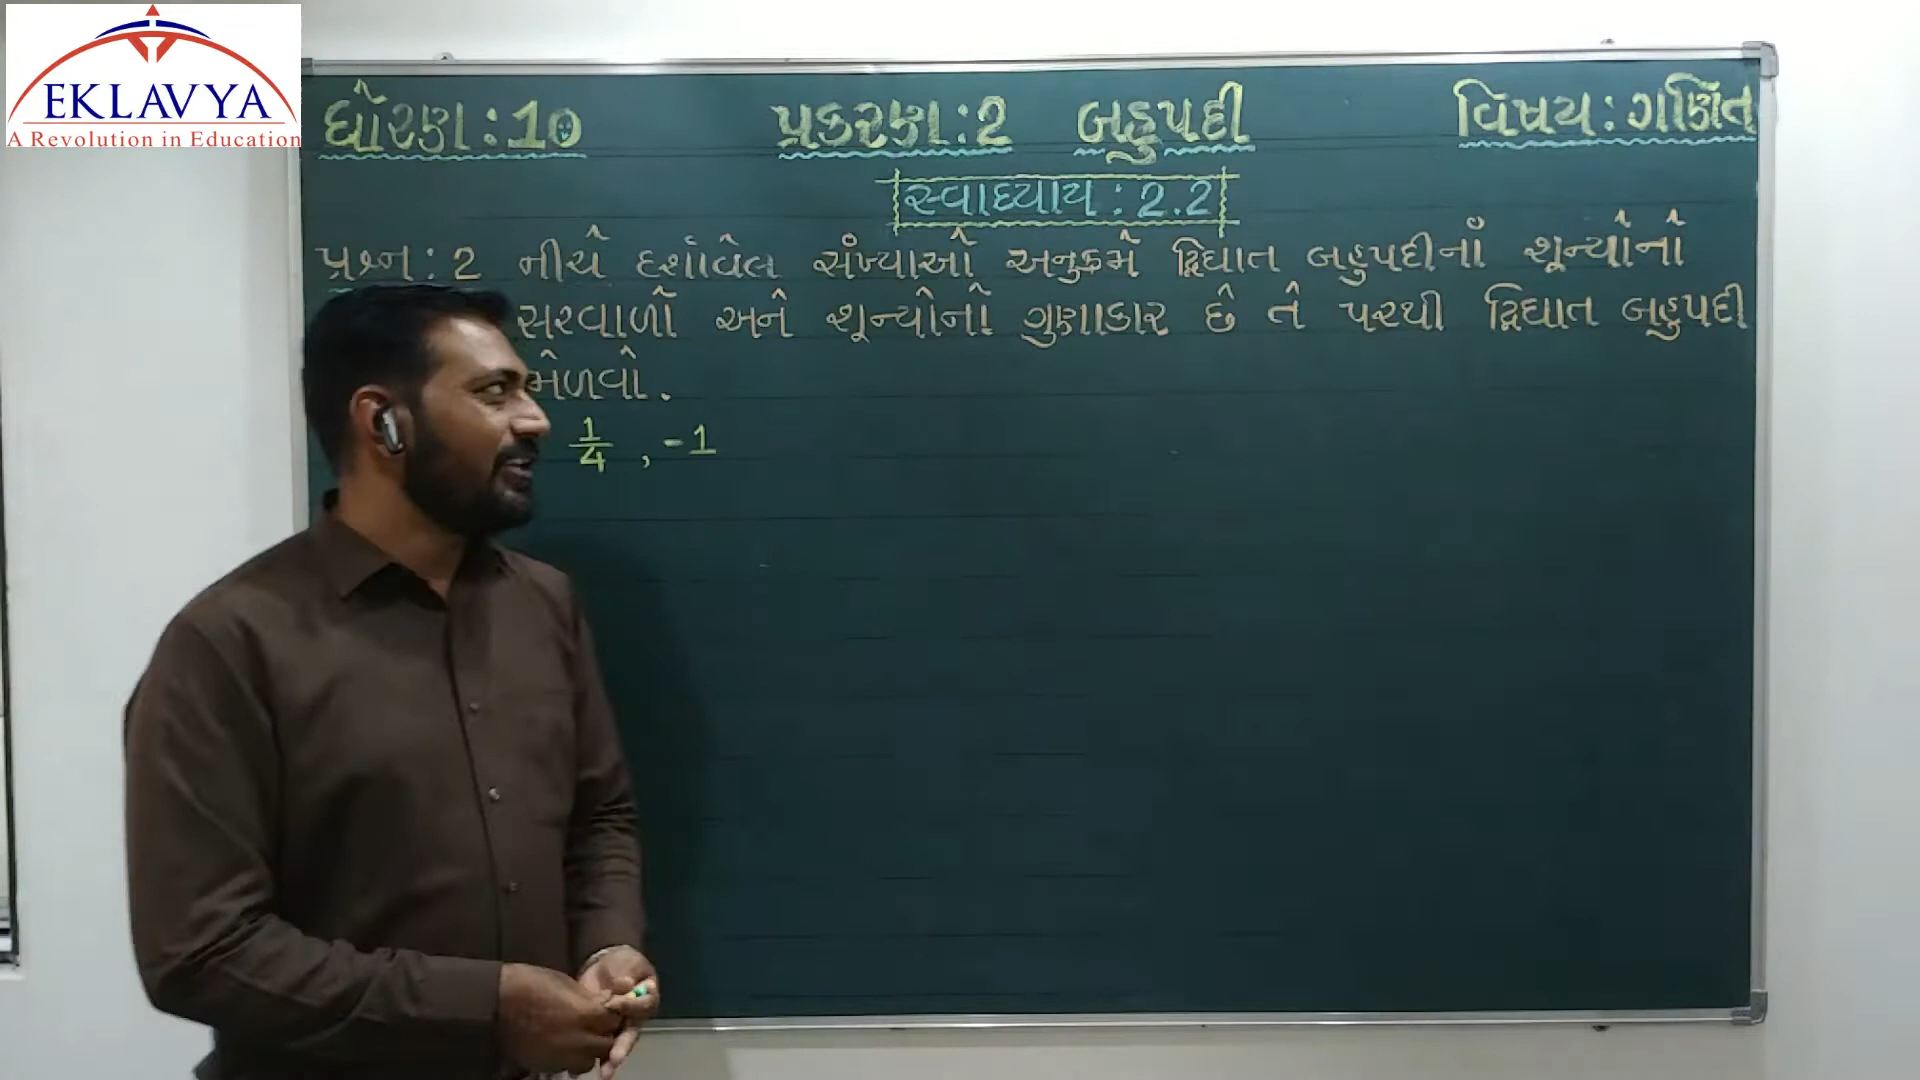 EKLAVYA
A Revolution in Education
ધોરણ : 10 પ્રકરણ : 2 બહુપદી વિષય : ગણિત
સ્વાધ્યાય : 2.2
પ્રશ્ન : 2 નીચે દર્શાવેલ સંખ્યાઓ અનુક્રમે દ્વિઘાત બહુપદીનાં શૂન્યોનો
સરવાળો અને શૂન્યોનો ગુણાકાર છે તે પરથી દ્વિઘાત બહુપદી
મેળવો.
1/4 , -1